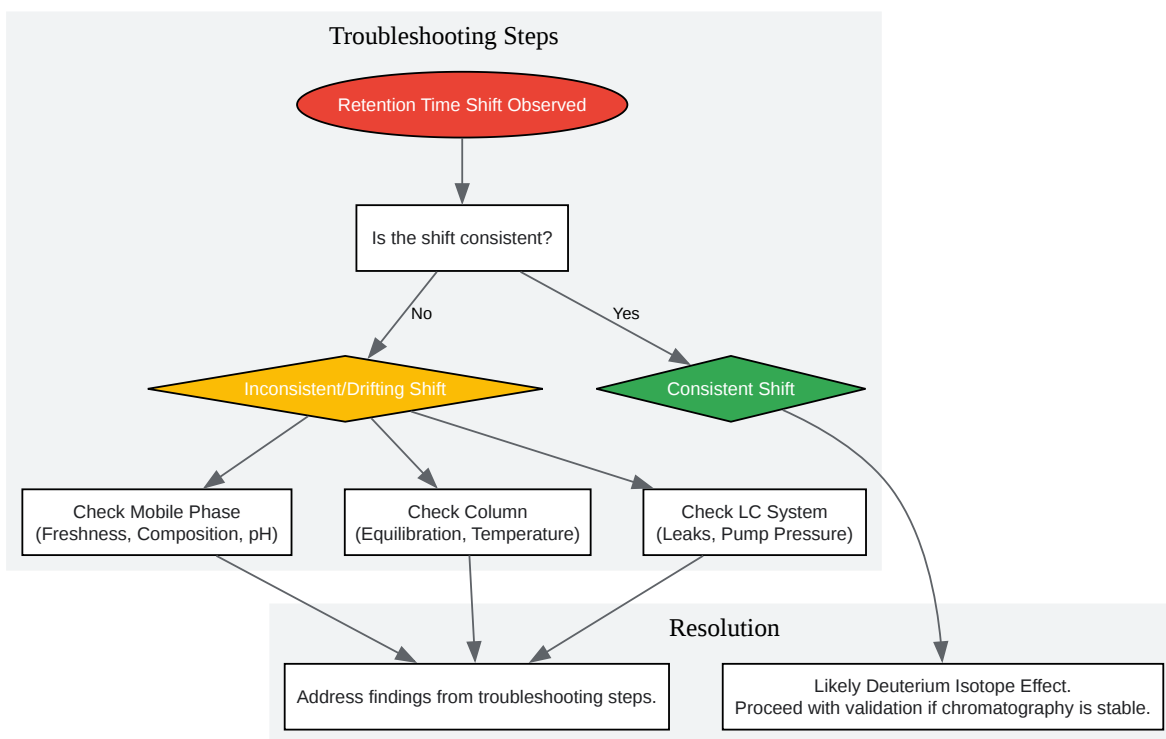 Troubleshooting Steps
Retention Time Shift Observed
Is the shift consistent?
No
Yes
Inconsistent/Drifting Shift
Consistent Shift
Check Mobile Phase
(Freshness, Composition, pH)
Check Column
(Equilibration, Temperature)
Check LC System
(Leaks, Pump Pressure)
Resolution
Address findings from troubleshooting steps.
Likely Deuterium Isotope Effect.
Proceed with validation if chromatography is stable.